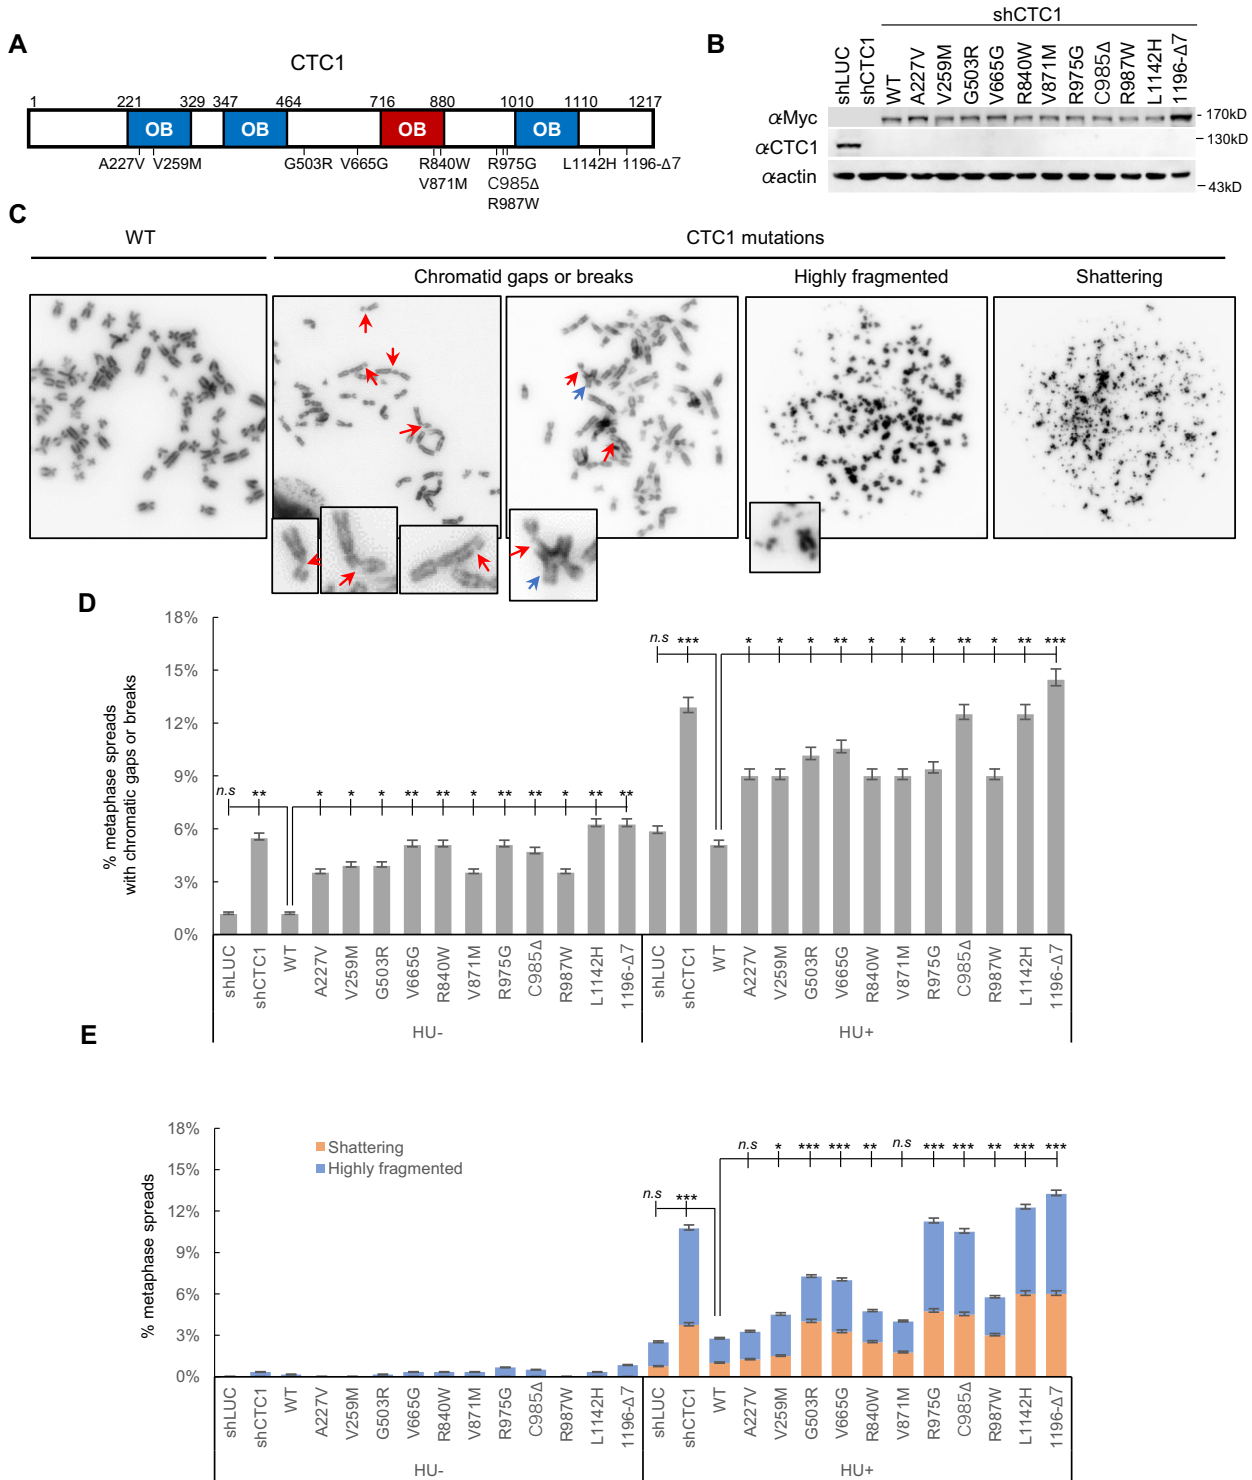 A
CTC1
1 221 329 347 464 716 880 1010 1110 1217
OB OB OB OB
A227V V259M G503R V665G R840W R975G L1142H 1196-Δ7
V871M C985Δ
R987W
B
shCTC1
shLUC shCTC1 WT A227V V259M G503R V665G R840W V871M R975G C985Δ R987W L1142H 1196-Δ7
αMyc
αCTC1
αactin
170kD
130kD
43kD
C
WT
CTC1 mutations
Chromatid gaps or breaks
Highly fragmented
Shattering
D
% metaphase spreads
with chromatic gaps or breaks
18%
15%
12%
9%
6%
3%
0%
n.s ** * * * ** ** * ** ** * ** **
n.s *** * * * ** * * * ** * ** ***
shLUC shCTC1 WT A227V V259M G503R V665G R840W V871M R975G C985Δ R987W L1142H 1196-Δ7
shLUC shCTC1 WT A227V V259M G503R V665G R840W V871M R975G C985Δ R987W L1142H 1196-Δ7
HU- HU+
E
% metaphase spreads
18%
15%
12%
9%
6%
3%
0%
Shattering
Highly fragmented
n.s ***
n.s * *** *** ** n.s *** *** ** *** ***
shLUC shCTC1 WT A227V V259M G503R V665G R840W V871M R975G C985Δ R987W L1142H 1196-Δ7
shLUC shCTC1 WT A227V V259M G503R V665G R840W V871M R975G C985Δ R987W L1142H 1196-Δ7
HU- HU+